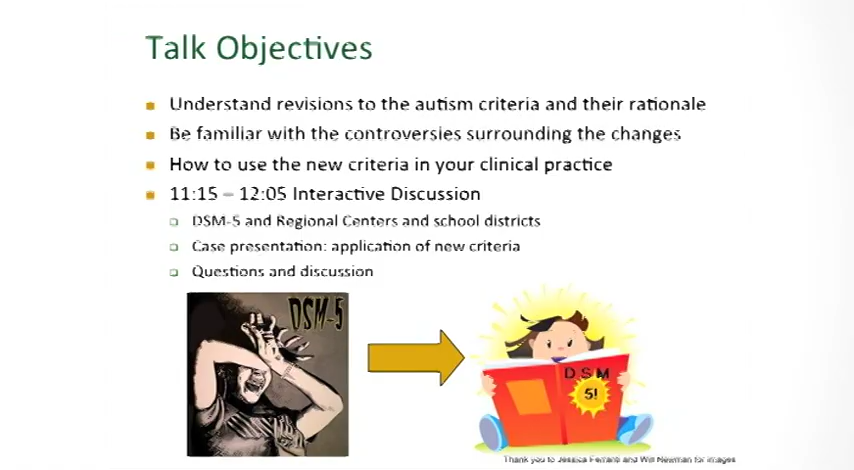 Talk Objectives
Understand revisions to the autism criteria and their rationale
Be familiar with the controversies surrounding the changes
How to use the new criteria in your clinical practice
11:15 – 12:05 Interactive Discussion
DSM-5 and Regional Centers and school districts
Case presentation: application of new criteria
Questions and discussion
DSM-5
DSM
5!
Thank you to Jessica Ferranti and Will Newman for images